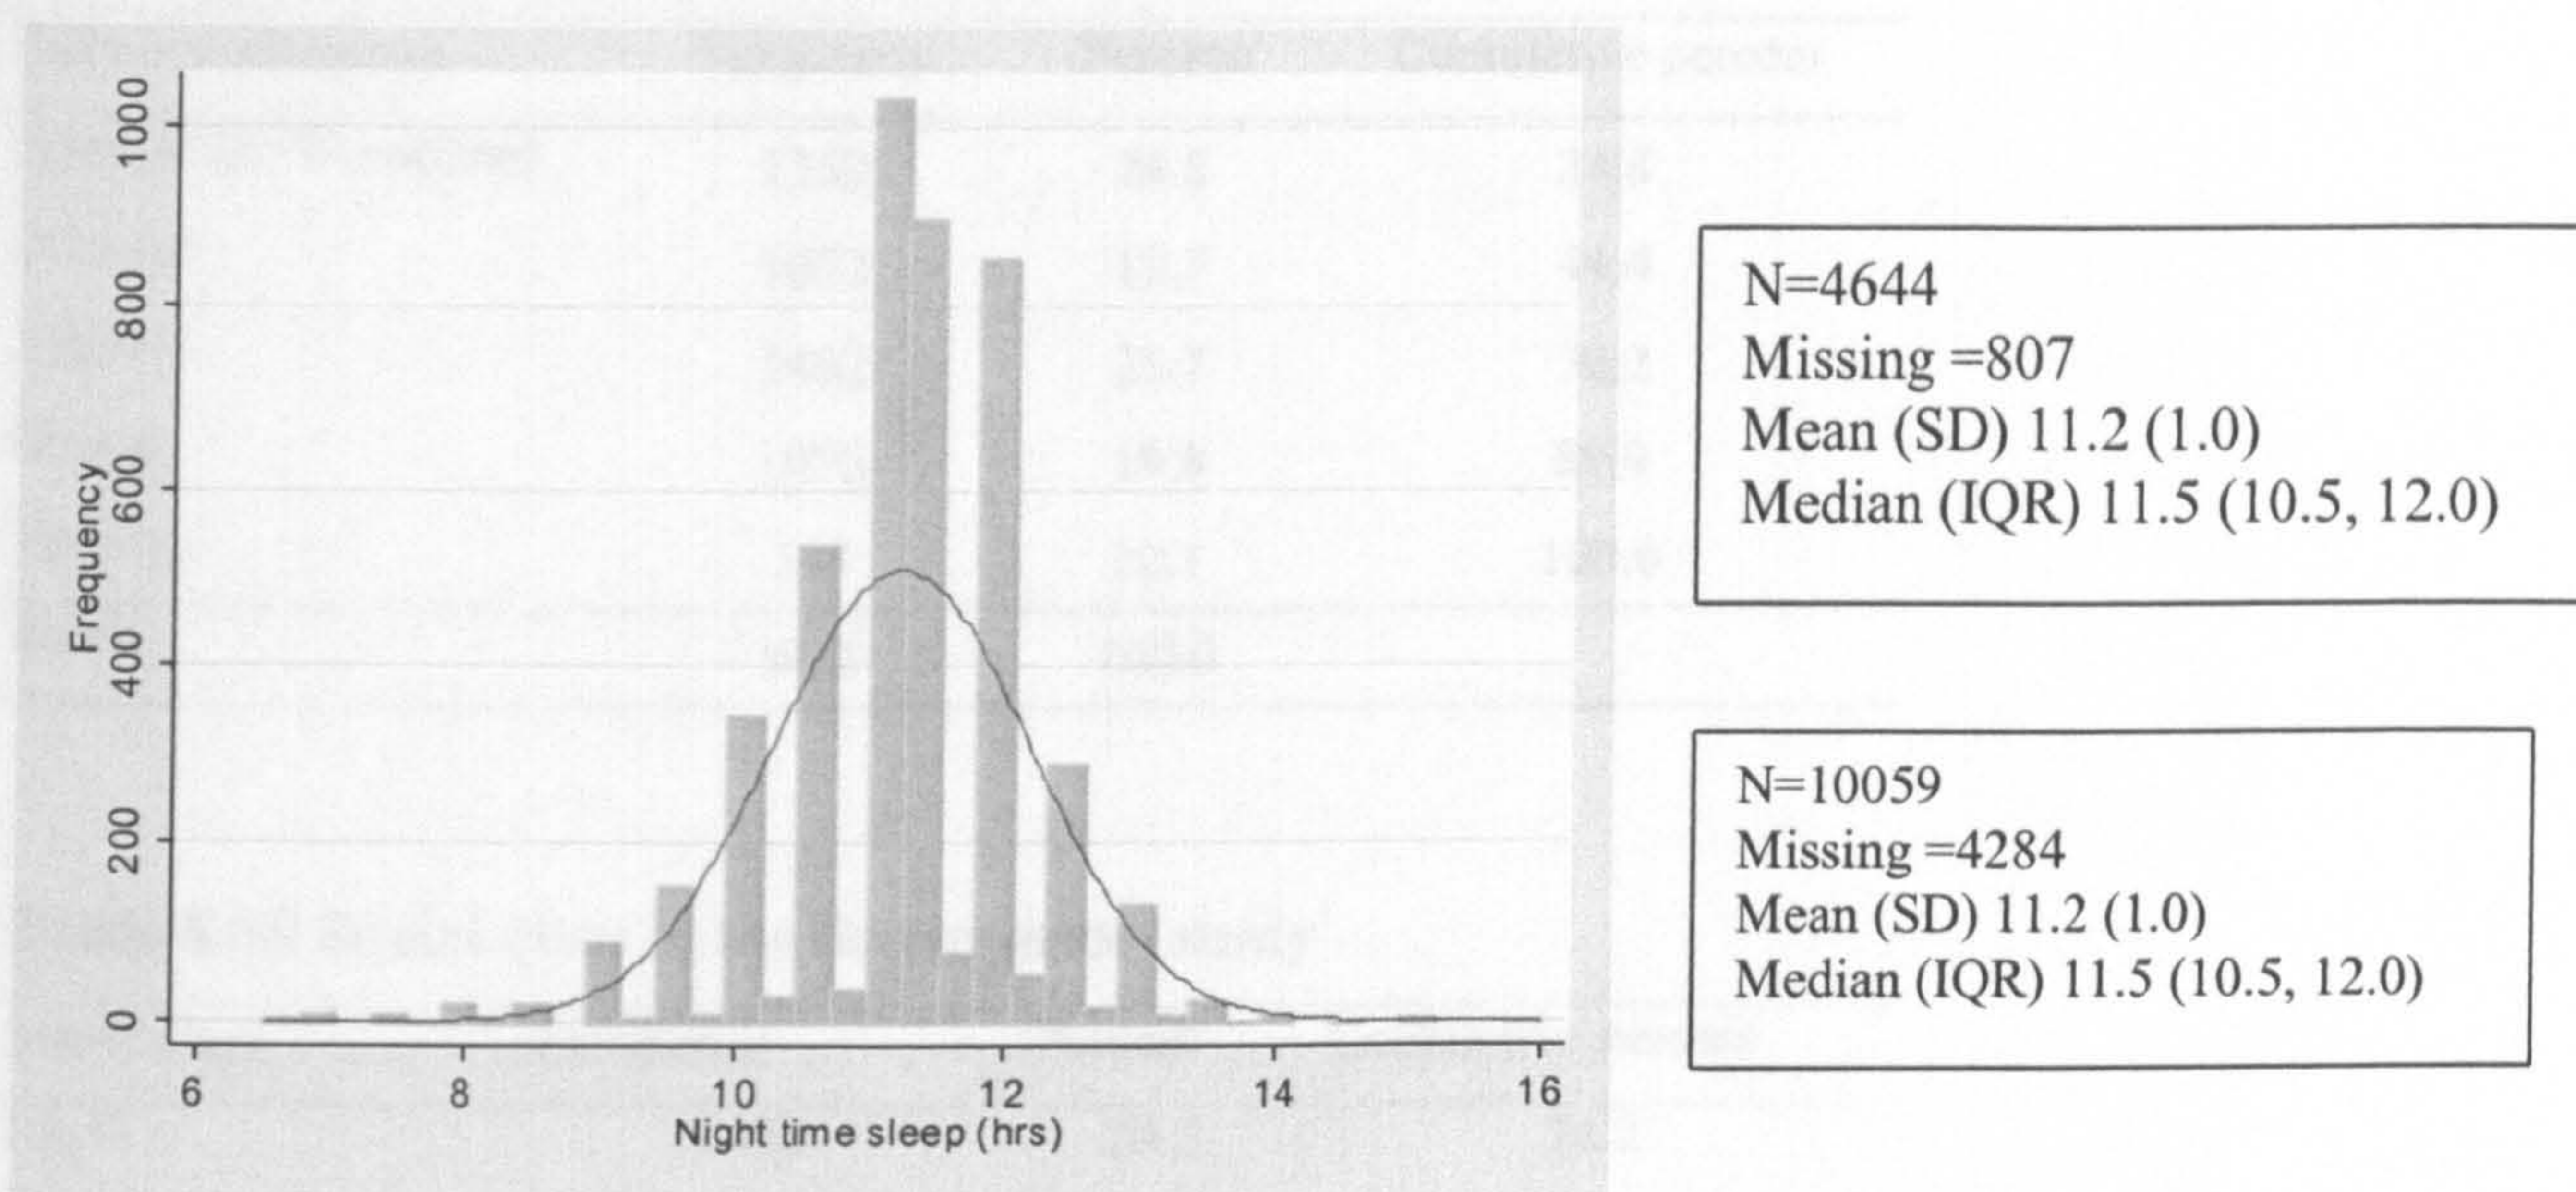 1000
800
600
400
200
0
Frequency
6 8 10 12 14 16
Night time sleep (hrs)
N=4644
Missing =807
Mean (SD) 11.2 (1.0)
Median (IQR) 11.5 (10.5, 12.0)
N=10059
Missing =4284
Mean (SD) 11.2 (1.0)
Median (IQR) 11.5 (10.5, 12.0)